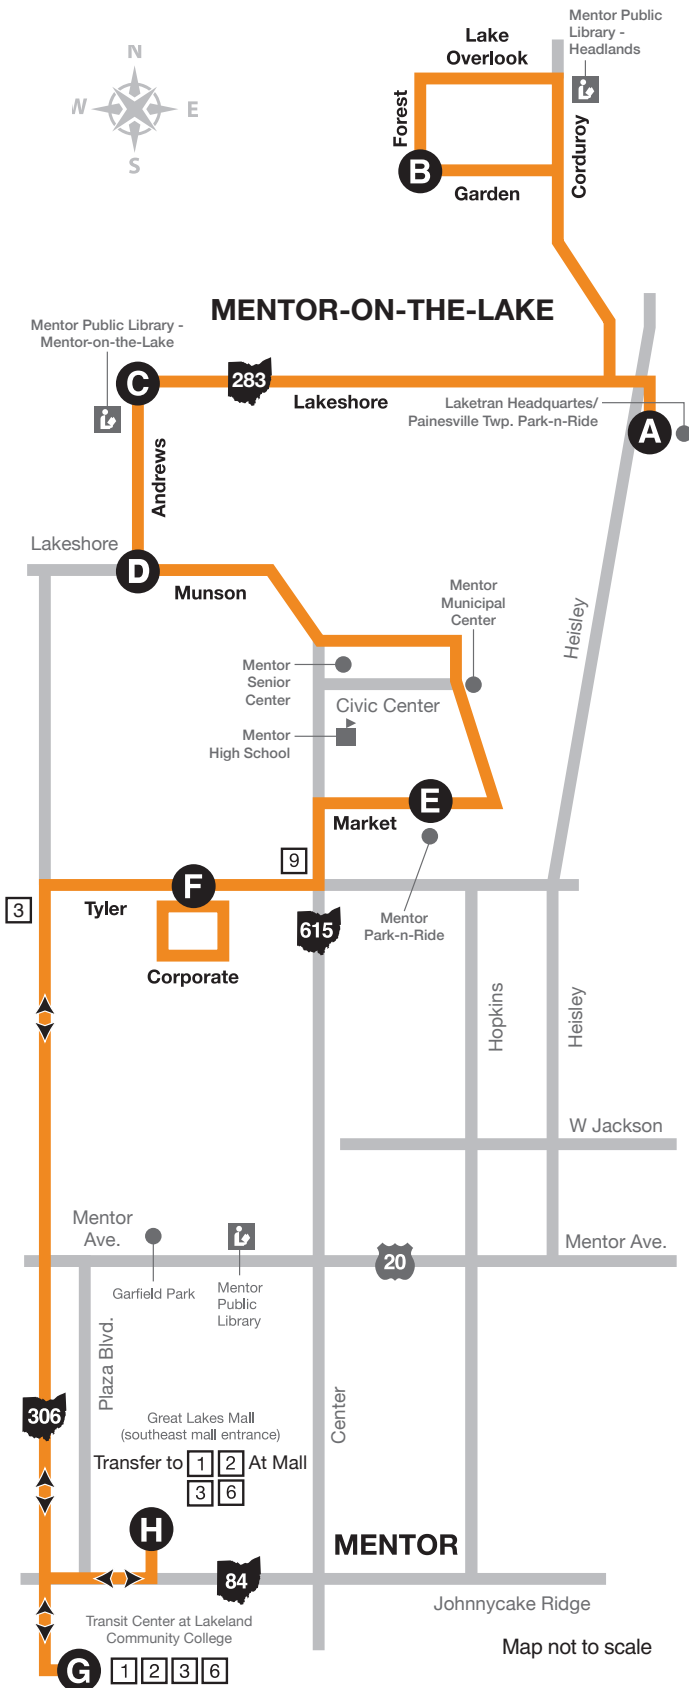 Mentor Public
Library -
Headlands
N
W
E
S
Lake
Overlook
Forest
Corduroy
B
Garden
MENTOR-ON-THE-LAKE
Mentor Public Library -
Mentor-on-the-Lake
C
283
Lakeshore
Laketran Headquartes/
Painesville Twp. Park-n-Ride
A
Andrews
Lakeshore
D
Munson
Mentor
Municipal
Center
Heisley
Mentor
Senior
Center
Civic Center
Mentor
High School
E
Market
9
F
3
Tyler
615
Mentor
Park-n-Ride
Corporate
Hopkins
Heisley
W Jackson
Mentor
Ave.
Mentor Ave.
20
Garfield Park
Mentor
Public
Library
Plaza Blvd.
Center
306
Great Lakes Mall
(southeast mall entrance)
Transfer to 1 2 At Mall
3 6
H
MENTOR
84
Johnnycake Ridge
Transit Center at Lakeland
Community College
Map not to scale
G 1 2 3 6